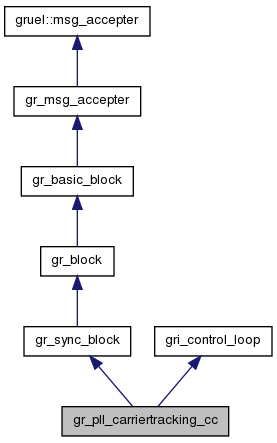 gruel::msg_accepter
gr_msg_accepter
gr_basic_block
gr_block
gr_sync_block
gri_control_loop
gr_pll_carriertracking_cc